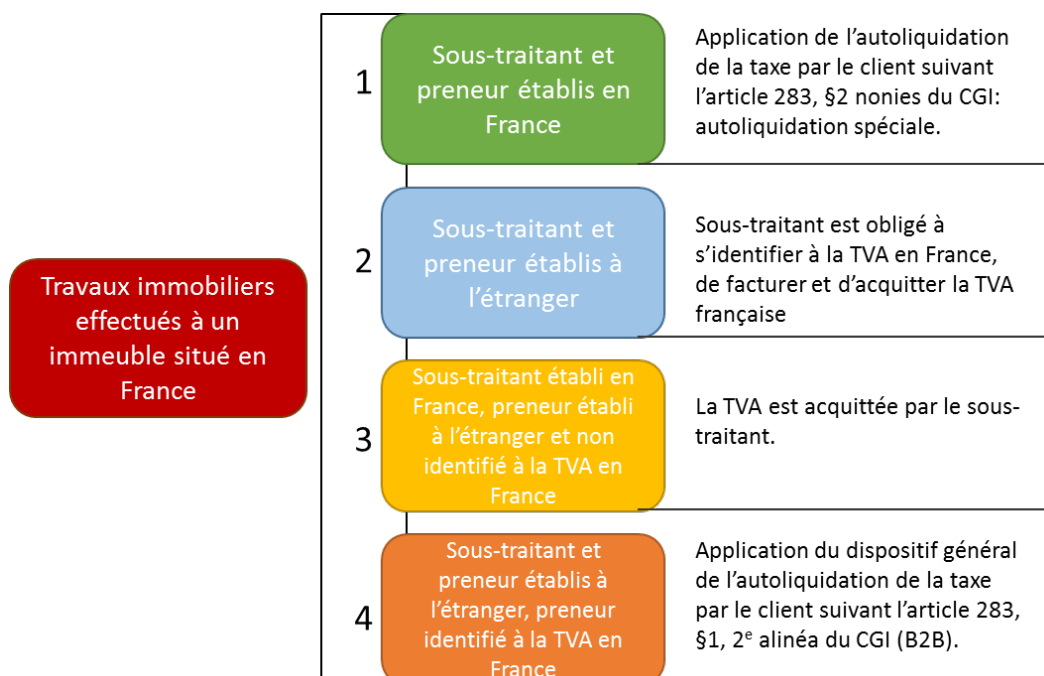 Travaux immobiliers
effectués à un
immeuble situé en
France
1
Sous-traitant et
preneur établis en
France
Application de l’autoliquidation
de la taxe par le client suivant
l’article 283, §2 nonies du CGI:
autoliquidation spéciale.
2
Sous-traitant et
preneur établis à
l’étranger
Sous-traitant est obligé à
s’identifier à la TVA en France,
de facturer et d’acquitter la TVA
française
3
Sous-traitant établi en
France, preneur établi
à l’étranger et non
identifié à la TVA en
France
La TVA est acquittée par le sous-
traitant.
4
Sous-traitant et
preneur établis à
l’étranger, preneur
identifié à la TVA en
France
Application du dispositif général
de l’autoliquidation de la taxe
par le client suivant l’article 283,
§1, 2e alinéa du CGI (B2B).